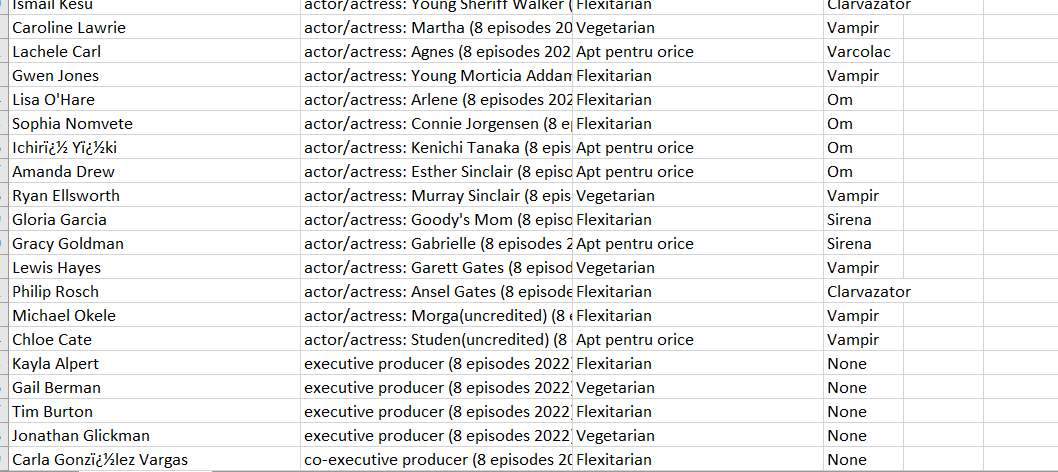 Ismail Kesu actor/actress: Young Sheriff Walker ( Flexitarian Clarvazator
Caroline Lawrie actor/actress: Martha (8 episodes 20 Vegetarian Vampir
Lachele Carl actor/actress: Agnes (8 episodes 202 Apt pentru orice Varcolac
Gwen Jones actor/actress: Young Morticia Addam Flexitarian Vampir
Lisa O'Hare actor/actress: Arlene (8 episodes 202 Flexitarian Om
Sophia Nomvete actor/actress: Connie Jorgensen (8 e Flexitarian Om
Ichirï¿½ Yï¿½ki actor/actress: Kenichi Tanaka (8 epis Apt pentru orice Om
Amanda Drew actor/actress: Esther Sinclair (8 episo Apt pentru orice Om
Ryan Ellsworth actor/actress: Murray Sinclair (8 epis Vegetarian Vampir
Gloria Garcia actor/actress: Goody's Mom (8 episo Flexitarian Sirena
Gracy Goldman actor/actress: Gabrielle (8 episodes 2 Apt pentru orice Sirena
Lewis Hayes actor/actress: Garett Gates (8 episod Vegetarian Vampir
Philip Rosch actor/actress: Ansel Gates (8 episode Flexitarian Clarvazator
Michael Okele actor/actress: Morga(uncredited) (8 e Flexitarian Vampir
Chloe Cate actor/actress: Studen(uncredited) (8 Apt pentru orice Vampir
Kayla Alpert executive producer (8 episodes 2022) Flexitarian None
Gail Berman executive producer (8 episodes 2022) Vegetarian None
Tim Burton executive producer (8 episodes 2022) Flexitarian None
Jonathan Glickman executive producer (8 episodes 2022) Vegetarian None
Carla Gonzï¿½lez Vargas co-executive producer (8 episodes 20 Flexitarian None